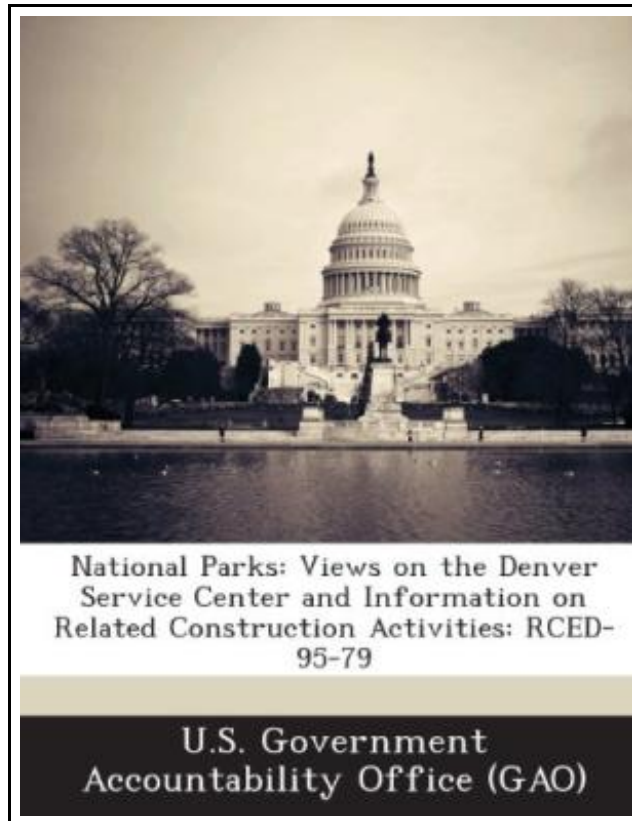 National Parks: Views on the Denver
Service Center and Information on
Related Construction Activities: RCED-
95-79
U.S. Government
Accountability Office (GAO)